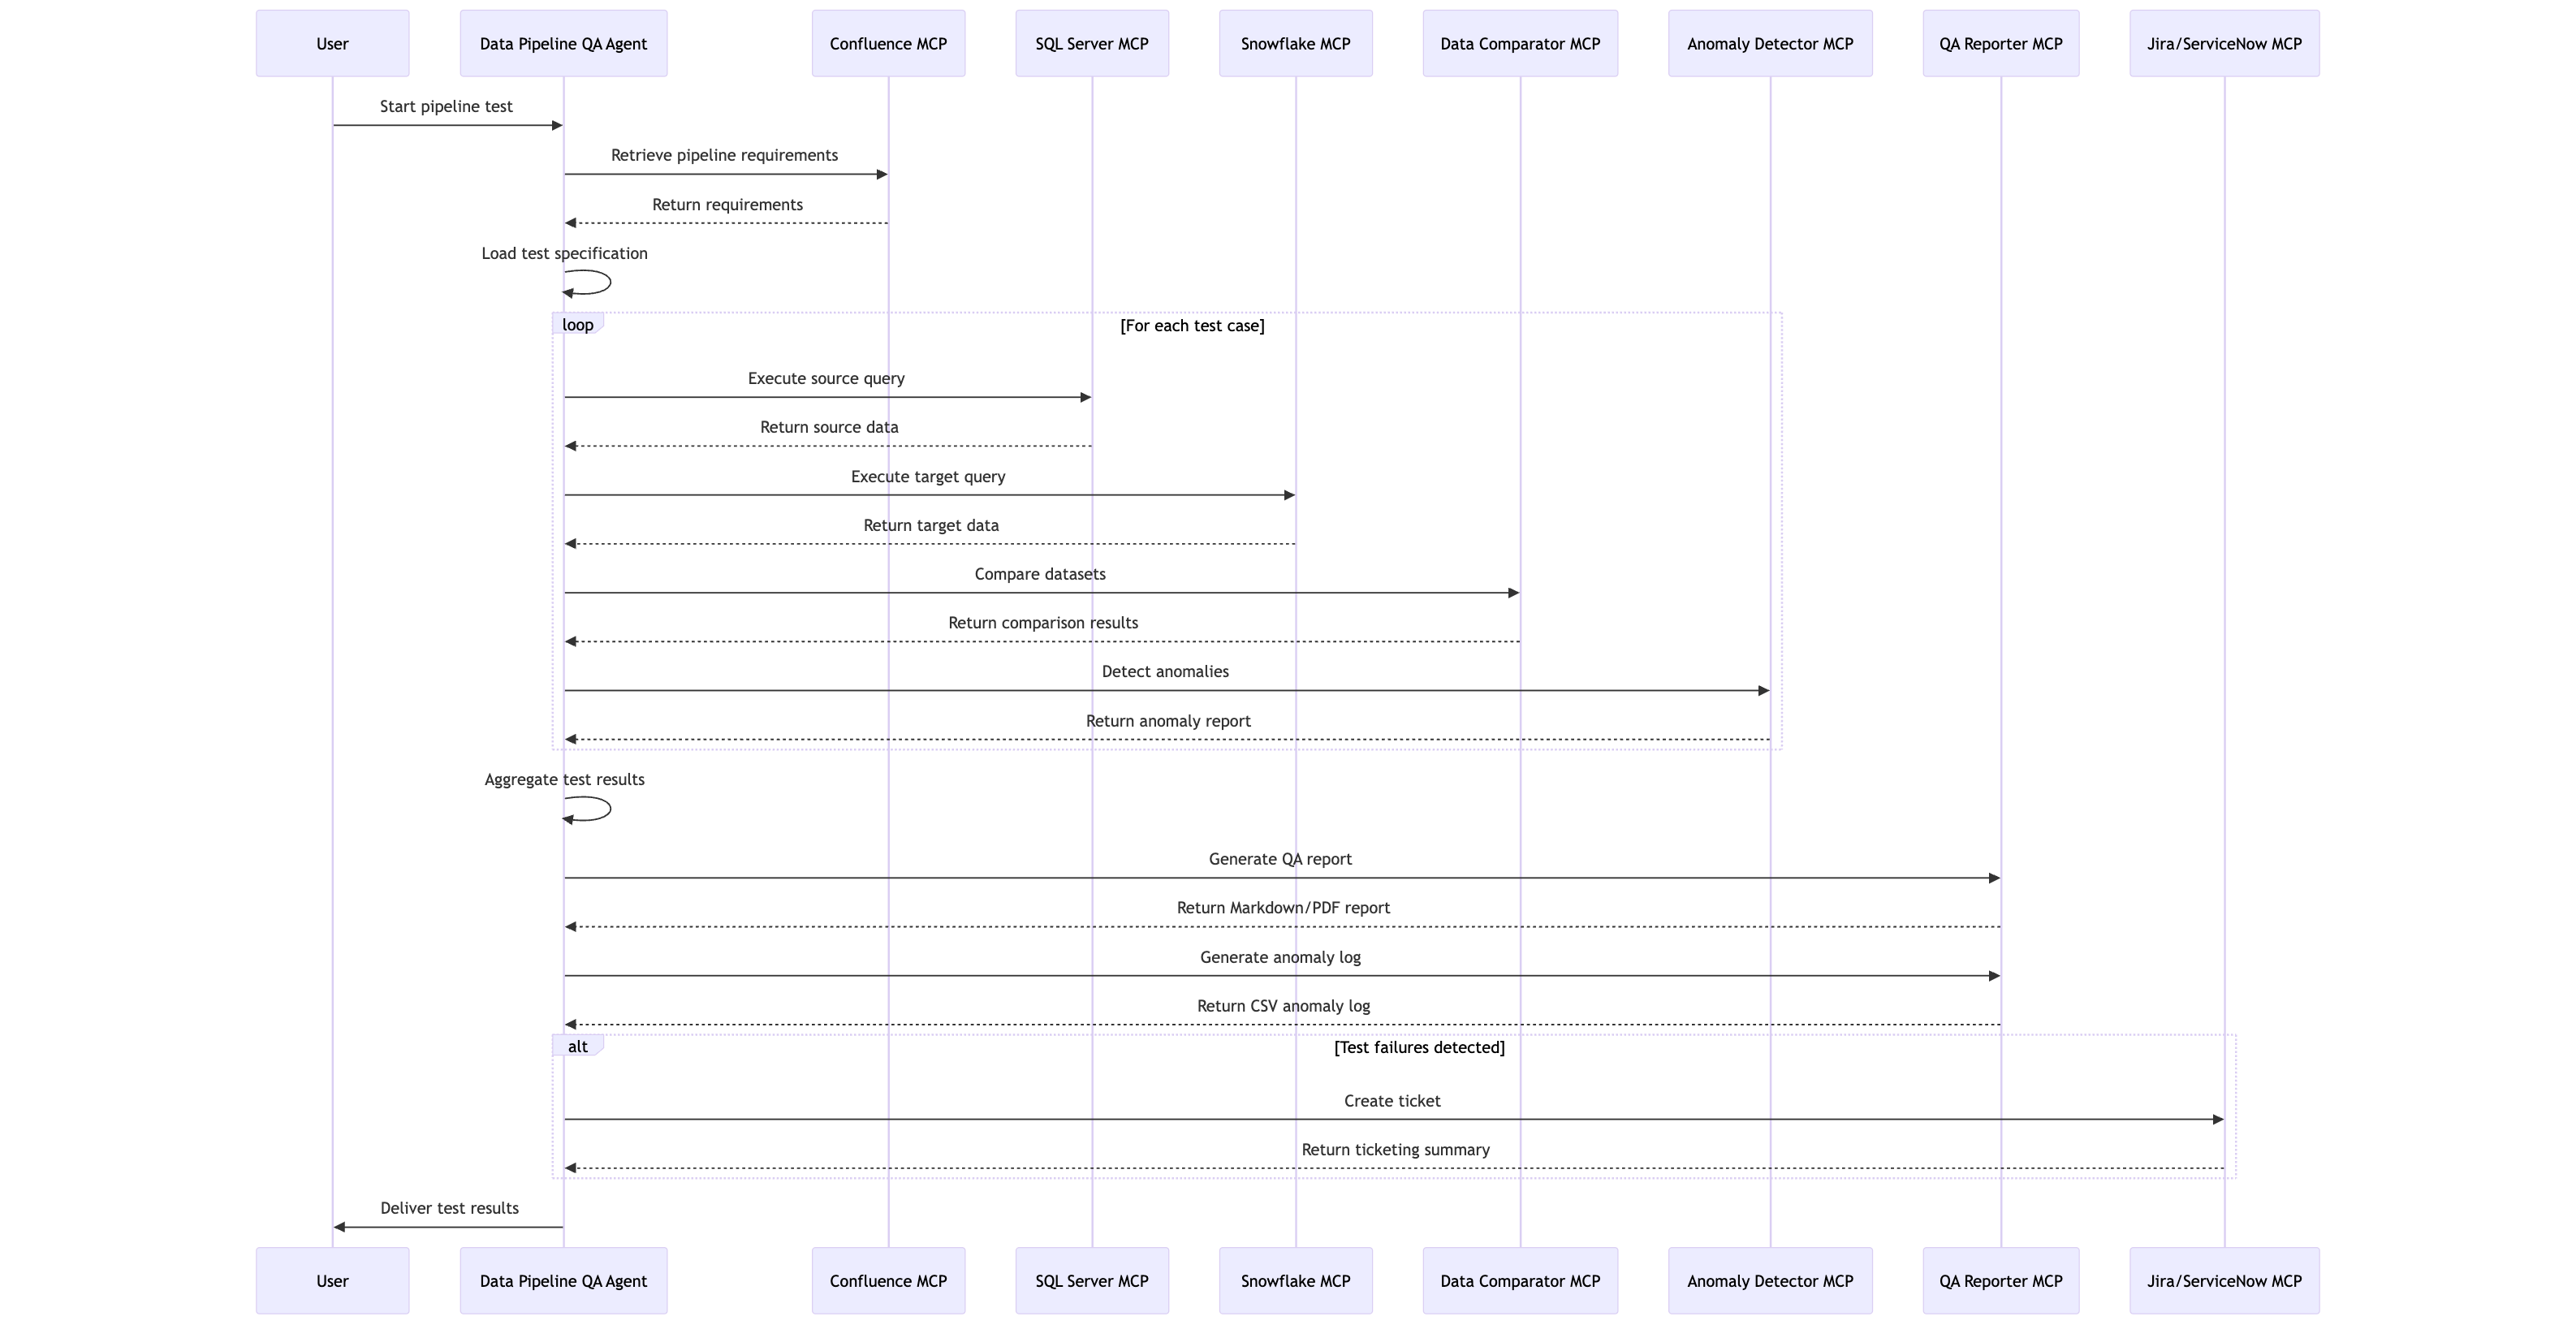 User
Data Pipeline QA Agent
Confluence MCP
SQL Server MCP
Snowflake MCP
Data Comparator MCP
Anomaly Detector MCP
QA Reporter MCP
Jira/ServiceNow MCP
Start pipeline test
Retrieve pipeline requirements
Return requirements
Load test specification
loop
[For each test case]
Execute source query
Return source data
Execute target query
Return target data
Compare datasets
Return comparison results
Detect anomalies
Return anomaly report
Aggregate test results
Generate QA report
Return Markdown/PDF report
Generate anomaly log
Return CSV anomaly log
alt
[Test failures detected]
Create ticket
Return ticketing summary
Deliver test results
User
Data Pipeline QA Agent
Confluence MCP
SQL Server MCP
Snowflake MCP
Data Comparator MCP
Anomaly Detector MCP
QA Reporter MCP
Jira/ServiceNow MCP